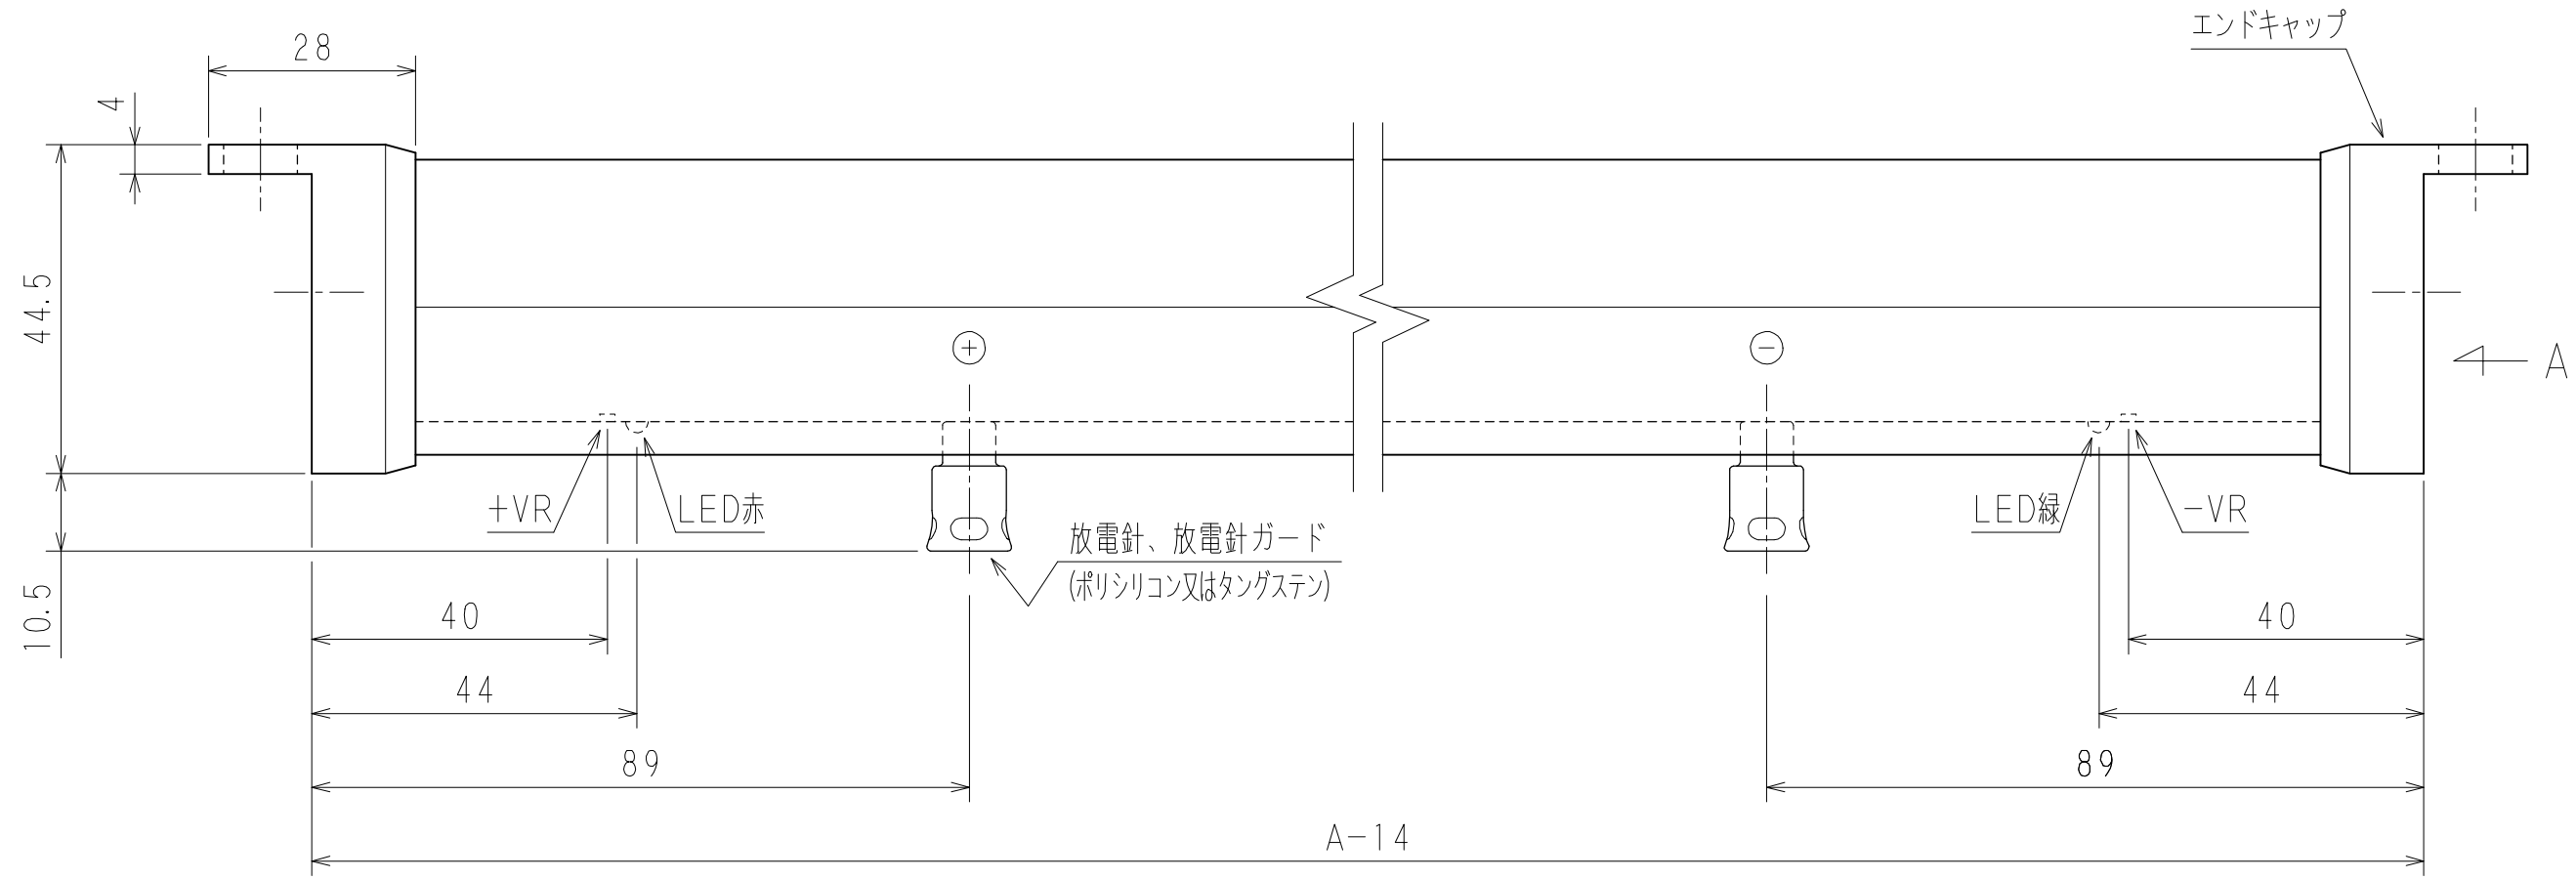 エンドキャップ
28
4
44.5
+
−
A
+VR
LED赤
LED緑
−VR
放電針、放電針ガード
(ポリシリコン又はタングステン)
10.5
40
40
44
44
89
89
A−14